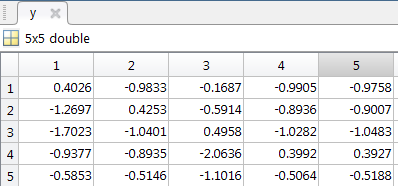 y
5x5 double
1 2 3 4 5
1 0.4026 -0.9833 -0.1687 -0.9905 -0.9758
2 -1.2697 0.4253 -0.5914 -0.8936 -0.9007
3 -1.7023 -1.0401 0.4958 -1.0282 -1.0483
4 -0.9377 -0.8935 -2.0636 0.3992 0.3927
5 -0.5853 -0.5146 -1.1016 -0.5064 -0.5188